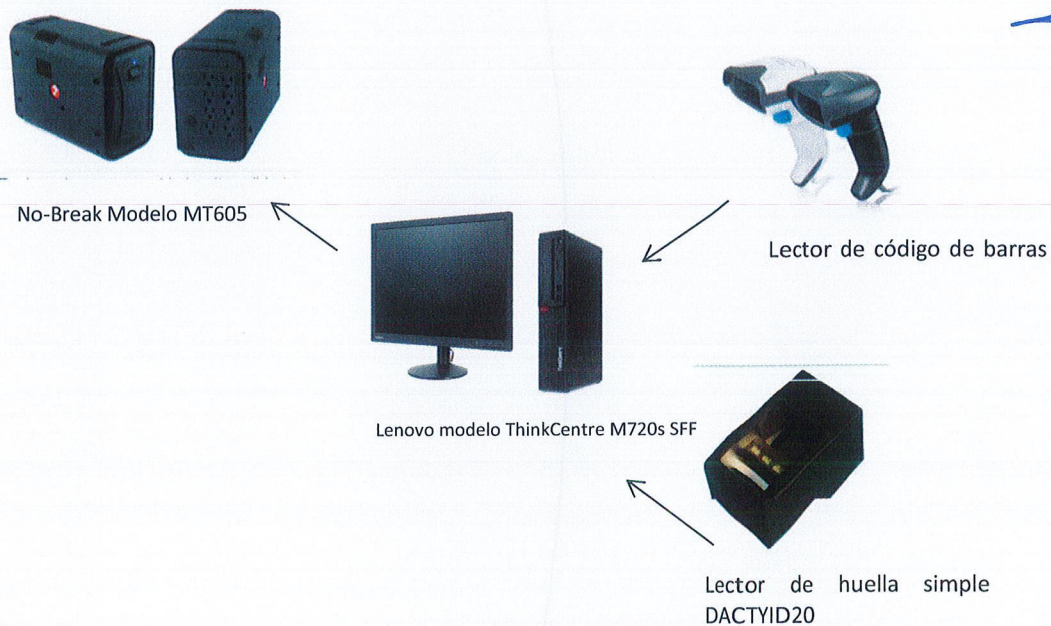 No-Break Modelo MT605
Lector de código de barras
Lenovo modelo ThinkCentre M720s SFF
Lector de huella simple
DACTYID20